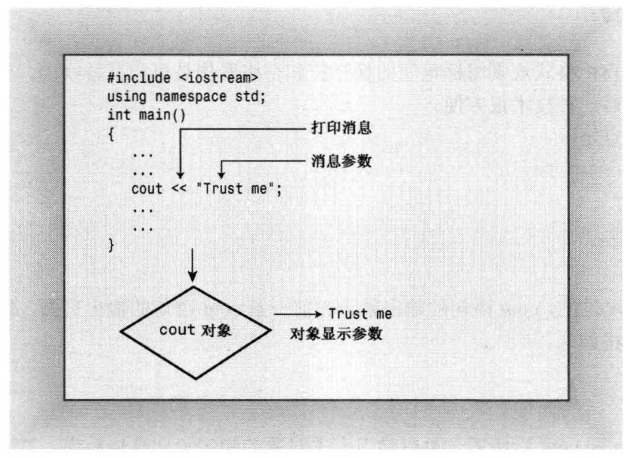 #include <iostream>
using namespace std;
int main()
{
打印消息
...
消息参数
...
cout << "Trust me";
...
...
}
cout 对象
Trust me
对象显示参数